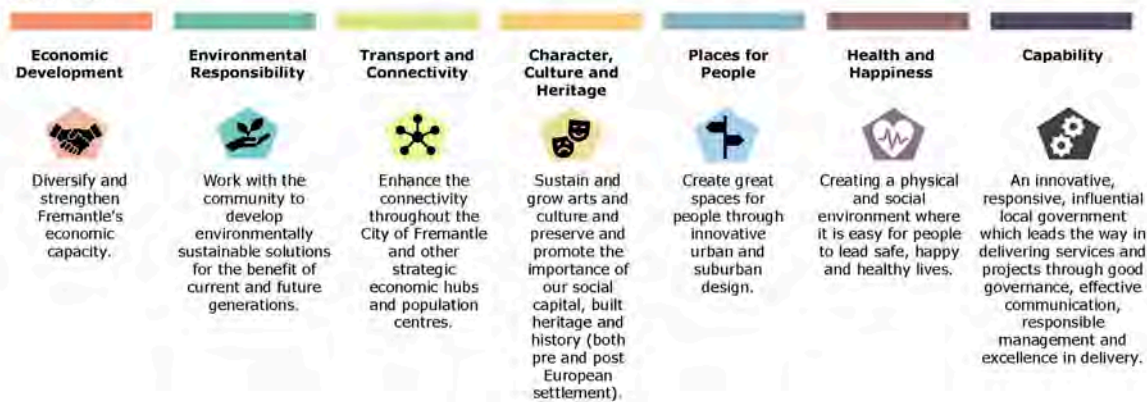 Economic
Development
Diversify and
strengthen
Fremantle's
economic
capacity.
Environmental
Responsibility
Work with the
community to
develop
environmentally
sustainable solutions
for the benefit of
current and future
generations.
Transport and
Connectivity
Enhance the
connectivity
throughout the
City of Fremantle
and other
strategic
economic hubs
and population
centres.
Character,
Culture and
Heritage
Sustain and
grow arts and
culture and
preserve and
promote the
importance of
our social
capital, built
heritage and
history (both
pre and post
European
settlement).
Places for
People
Create great
spaces for
people through
innovative
urban and
suburban
design.
Health and
Happiness
Creating a physical
and social
environment where
it is easy for people
to lead safe, happy
and healthy lives.
Capability
An innovative,
responsive, influential
local government
which leads the way in
delivering services and
projects through good
governance, effective
communication,
responsible
management and
excellence in delivery.